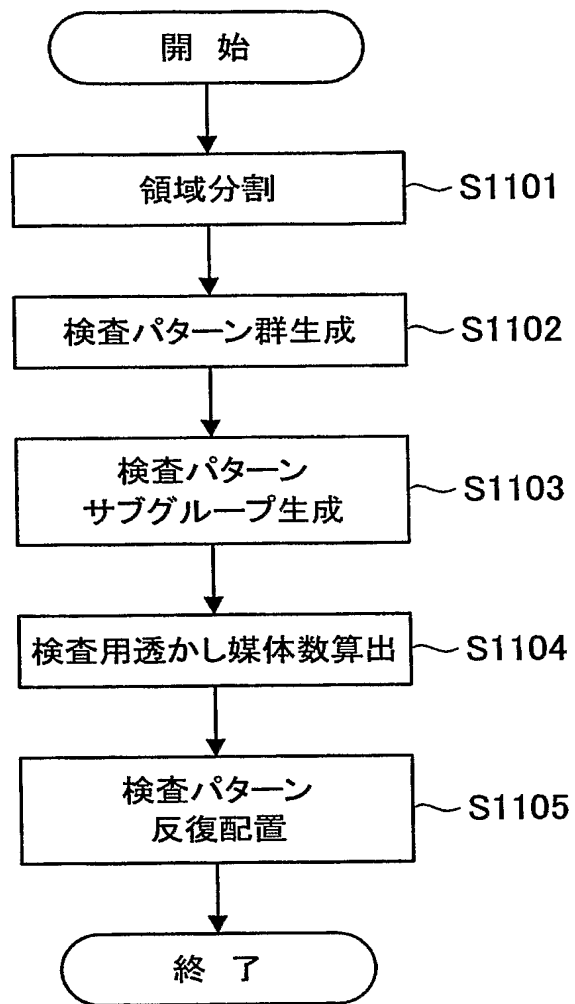 開 始
領域分割
S1101
検査パターン群生成
S1102
検査パターン
サブグループ生成
S1103
検査用透かし媒体数算出
S1104
検査パターン
反復配置
S1105
終 了